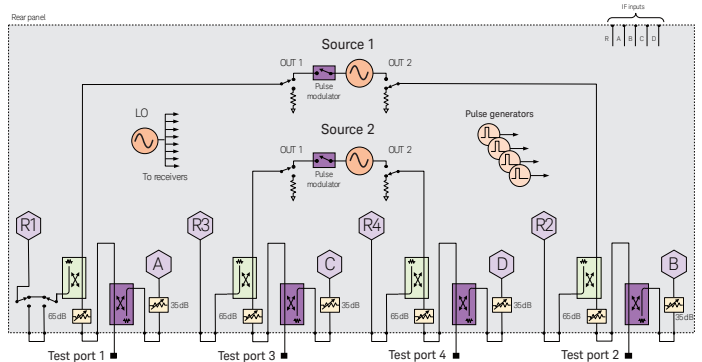 Rear panel
IF inputs
R A B C D
Source 1
OUT 1
OUT 2
Pulse
modulator
LO
To receivers
Pulse generators
Source 2
OUT 1
OUT 2
Pulse
modulator
R1
R3
R4
R2
A
C
D
B
65dB
35dB
65dB
35dB
65dB
35dB
65dB
35dB
Test port 1
Test port 3
Test port 4
Test port 2